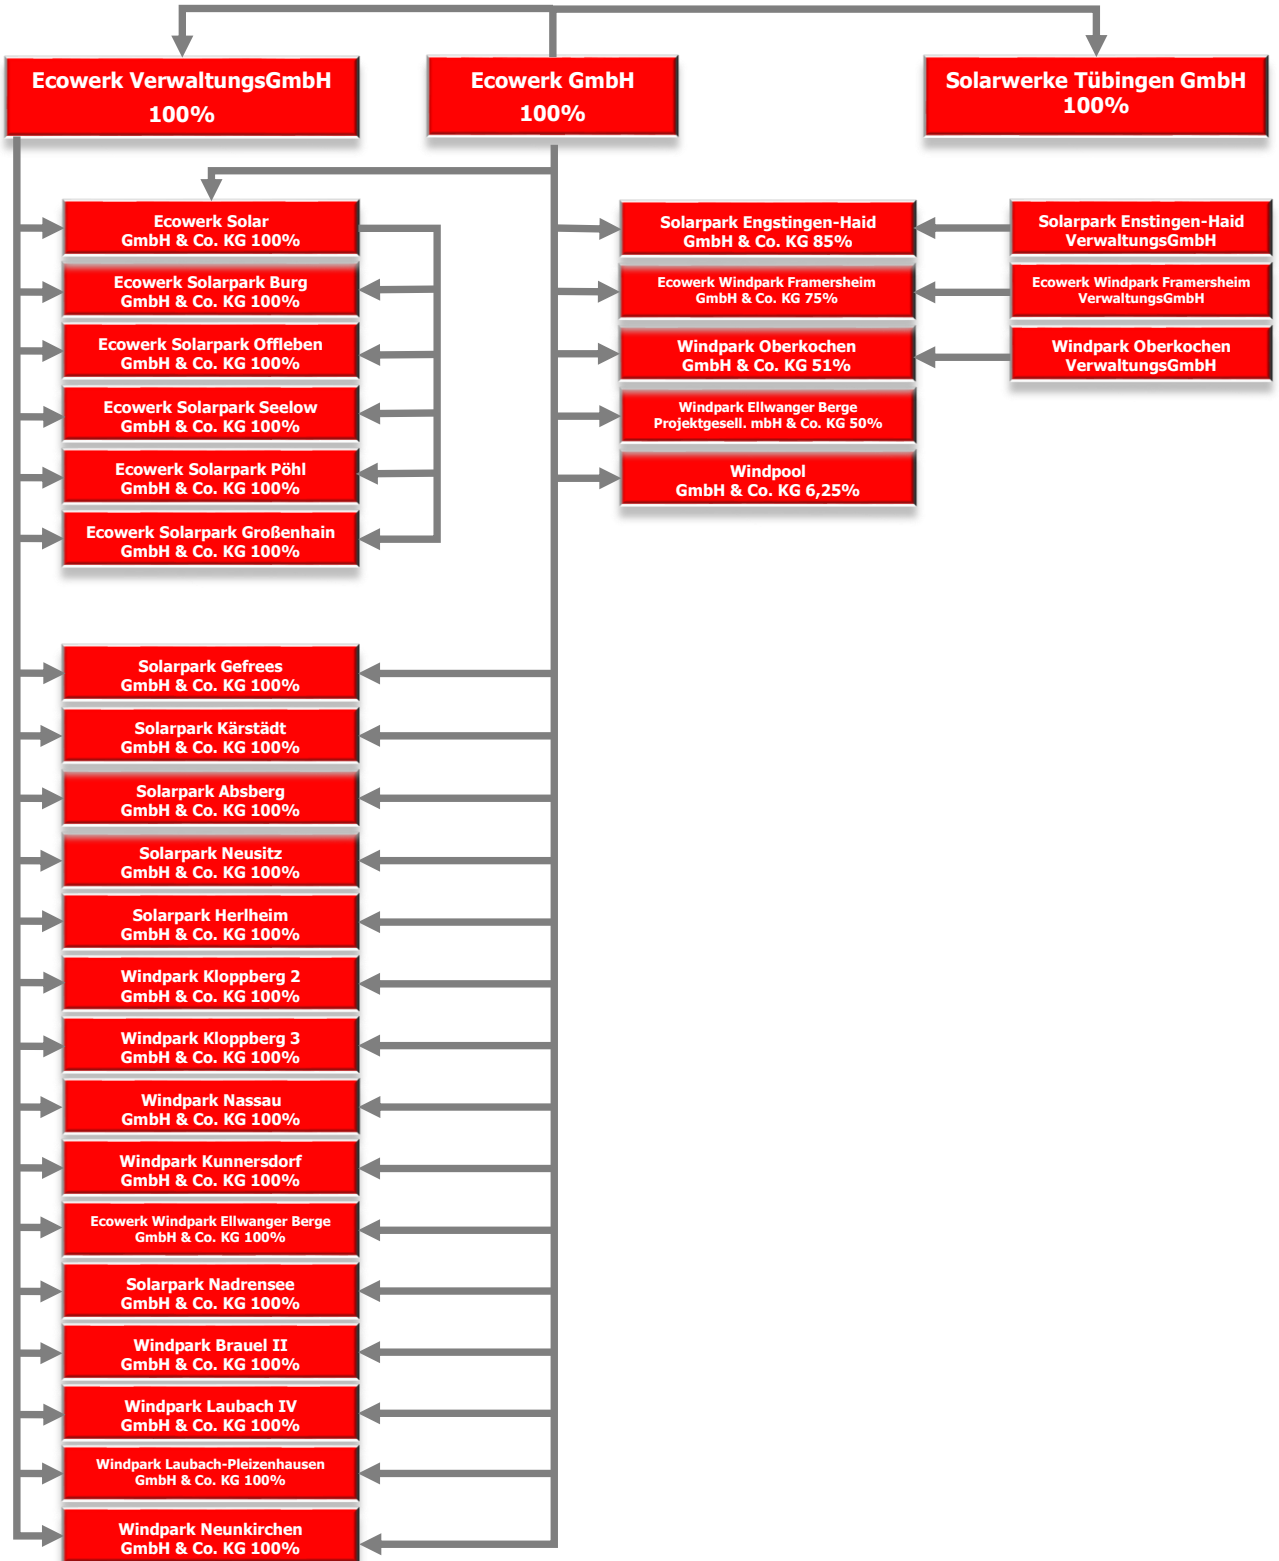 Ecowerk VerwaltungsGmbH
100%
Ecowerk GmbH
100%
Solarwerke Tübingen GmbH
100%
Ecowerk Solar
GmbH & Co. KG 100%
Ecowerk Solarpark Burg
GmbH & Co. KG 100%
Ecowerk Solarpark Offleben
GmbH & Co. KG 100%
Ecowerk Solarpark Seelow
GmbH & Co. KG 100%
Ecowerk Solarpark Pöhl
GmbH & Co. KG 100%
Ecowerk Solarpark Großenhain
GmbH & Co. KG 100%
Solarpark Engstingen-Haid
GmbH & Co. KG 85%
Ecowerk Windpark Framersheim
GmbH & Co. KG 75%
Windpark Oberkochen
GmbH & Co. KG 51%
Windpark Ellwanger Berge
Projektgesell. mbH & Co. KG 50%
Windpool
GmbH & Co. KG 6,25%
Solarpark Enstingen-Haid
VerwaltungsGmbH
Ecowerk Windpark Framersheim
VerwaltungsGmbH
Windpark Oberkochen
VerwaltungsGmbH
Solarpark Gefrees
GmbH & Co. KG 100%
Solarpark Kärstädt
GmbH & Co. KG 100%
Solarpark Absberg
GmbH & Co. KG 100%
Solarpark Neusitz
GmbH & Co. KG 100%
Solarpark Herlheim
GmbH & Co. KG 100%
Windpark Kloppberg 2
GmbH & Co. KG 100%
Windpark Kloppberg 3
GmbH & Co. KG 100%
Windpark Nassau
GmbH & Co. KG 100%
Windpark Kunnersdorf
GmbH & Co. KG 100%
Ecowerk Windpark Ellwanger Berge
GmbH & Co. KG 100%
Solarpark Nadrensee
GmbH & Co. KG 100%
Windpark Brauel II
GmbH & Co. KG 100%
Windpark Laubach IV
GmbH & Co. KG 100%
Windpark Laubach-Pleizenhausen
GmbH & Co. KG 100%
Windpark Neunkirchen
GmbH & Co. KG 100%